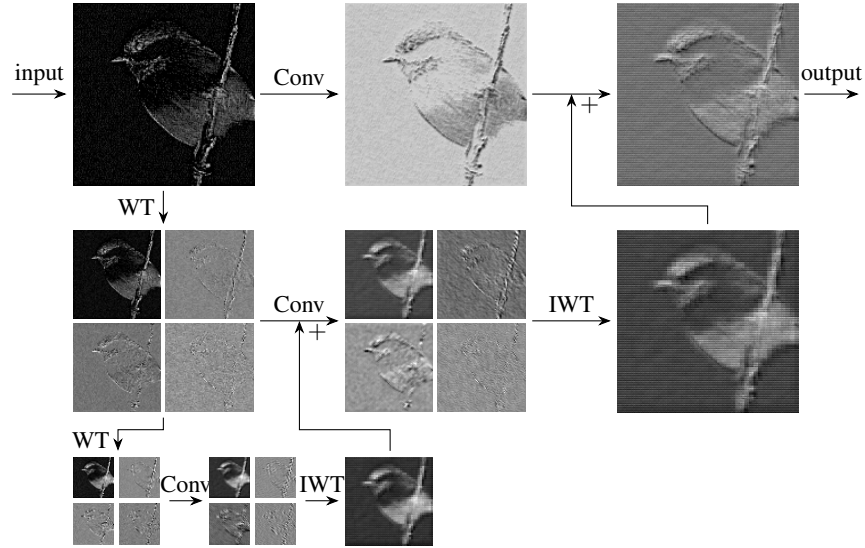 input
Conv
+
output
WT
Conv
+
IWT
WT
Conv
IWT